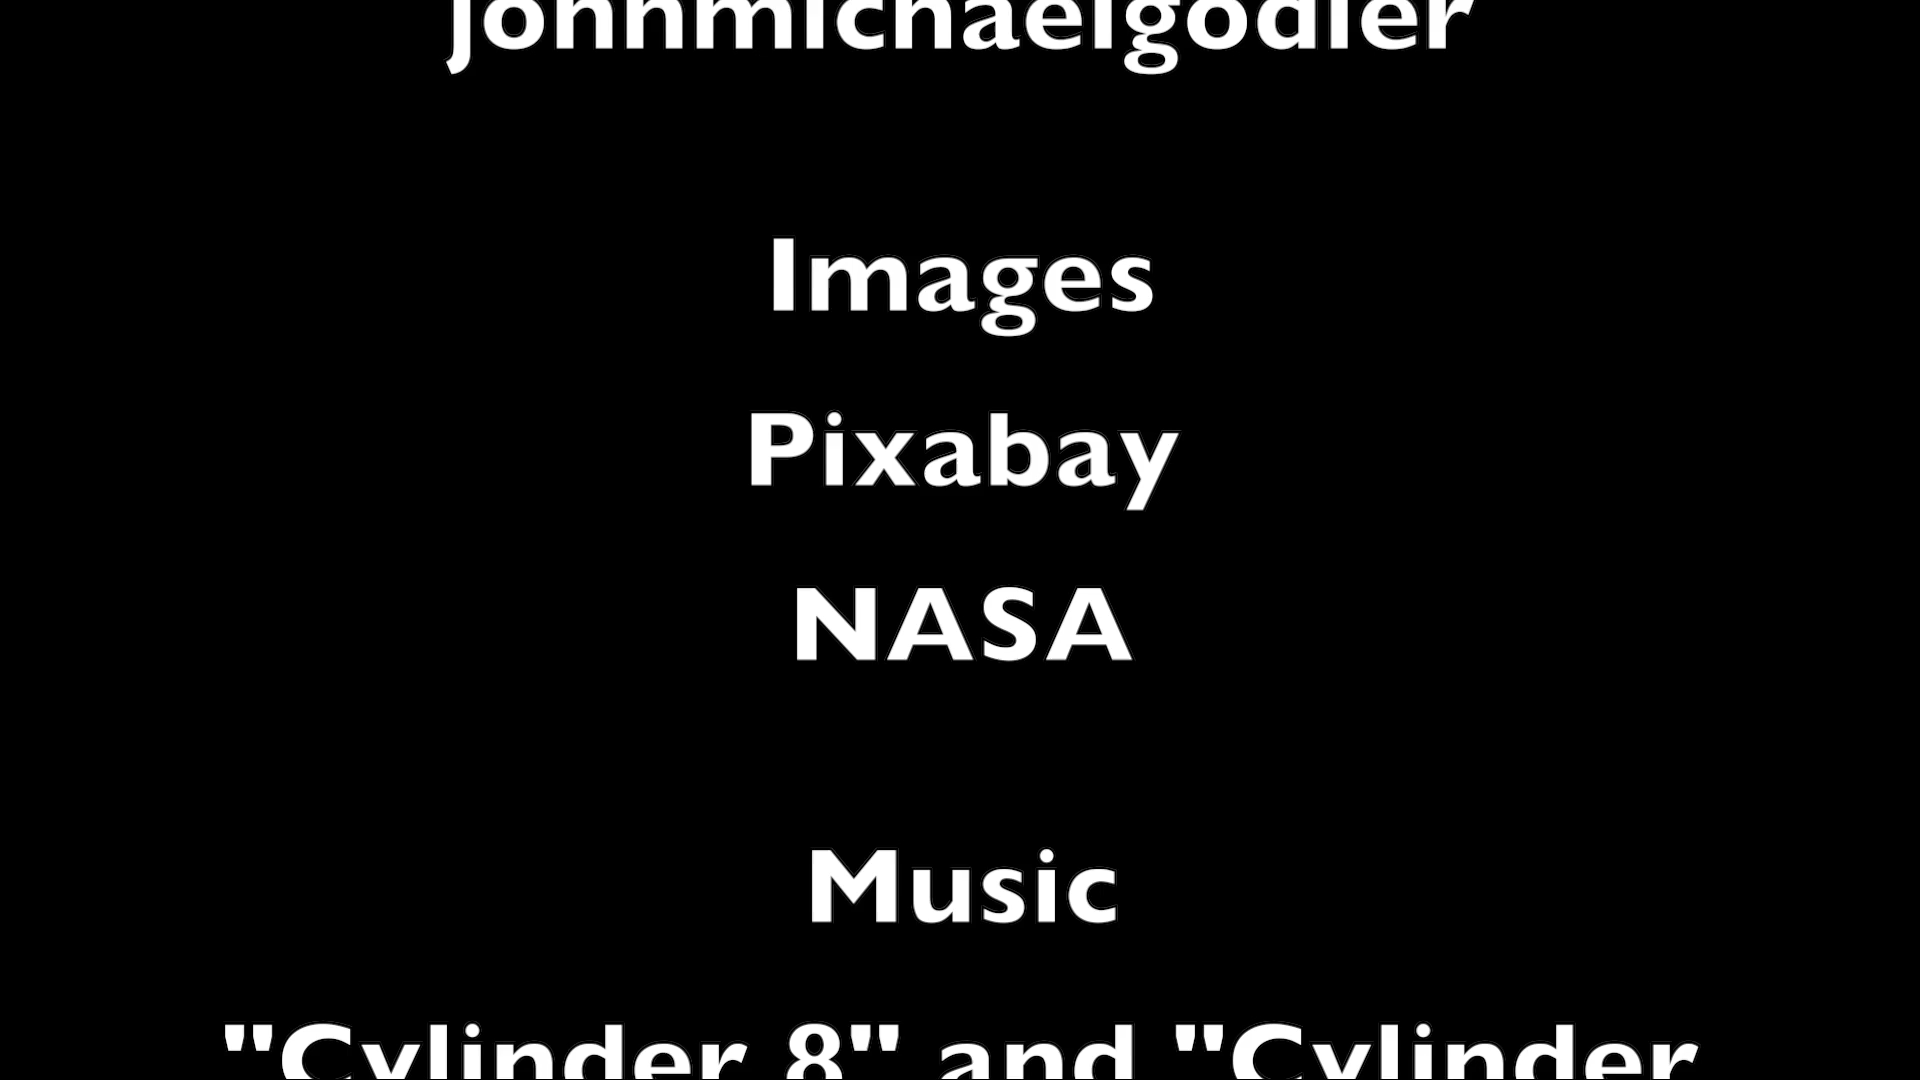 johnmichaelgodier
Images
Pixabay
NASA
Music
"Cylinder 8" and "Cylinder